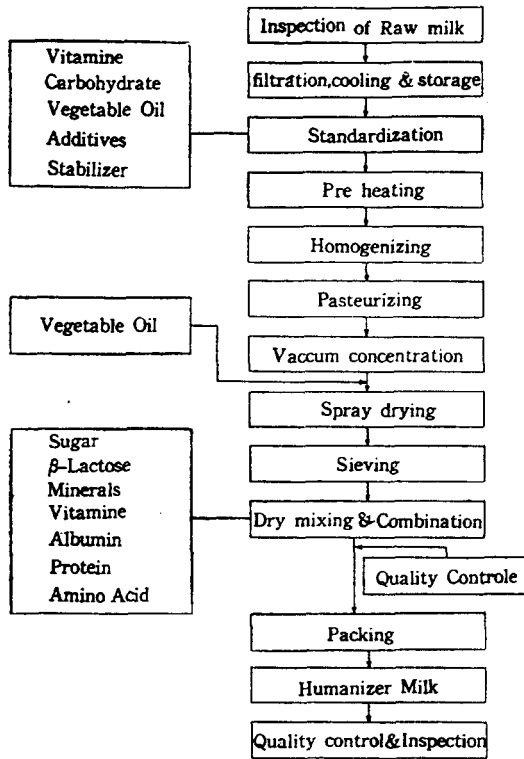 Inspection of Raw milk
Vitamine
Carbohydrate
Vegetable Oil
Additives
Stabilizer
filtration,cooling & storage
Standardization
Pre heating
Homogenizing
Pasteurizing
Vegetable Oil
Vaccum concentration
Spray drying
Sugar
β-Lactose
Minerals
Vitamine
Albumin
Protein
Amino Acid
Sieving
Dry mixing & Combination
Quality Controle
Packing
Humanizer Milk
Quality control&Inspection